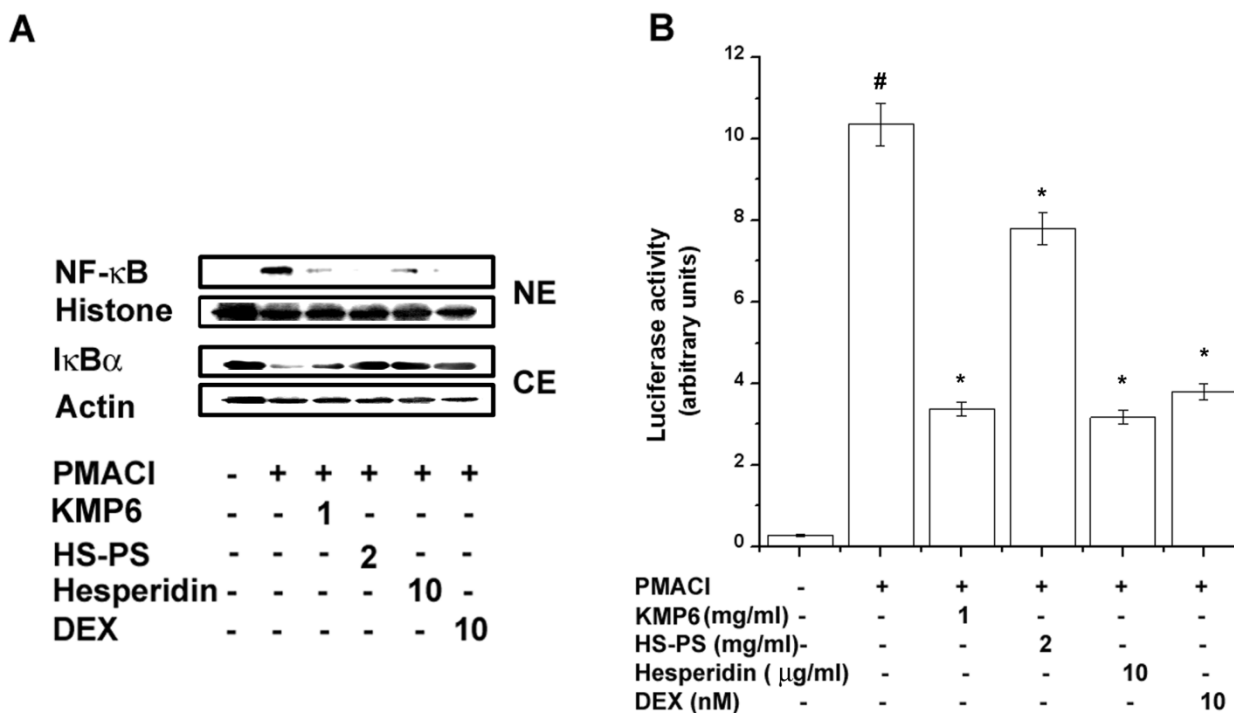 A
NF-κB
Histone
NE
IκBα
Actin
CE
PMACI - + + + + +
KMP6 - - 1 - - -
HS-PS - - - 2 - -
Hesperidin - - - - 10 -
DEX - - - - - 10
B
Luciferase activity
(arbitrary units)
12
10
8
6
4
2
0
#
*
*
*
*
PMACI - + + + + +
KMP6 (mg/ml) - - 1 - - -
HS-PS (mg/ml)- - - 2 - -
Hesperidin ( μg/ml) - - - - 10 -
DEX (nM) - - - - - 10